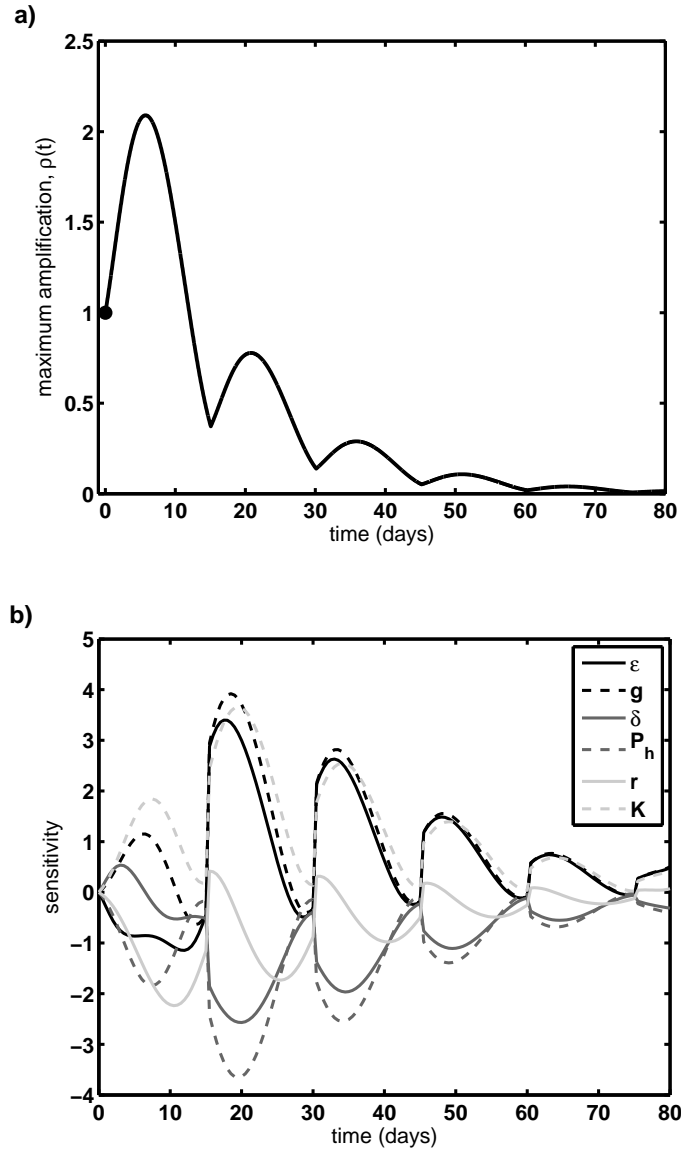 a)
2.5
2
1.5
1
0.5
0
0 10 20 30 40 50 60 70 80
maximum amplification, ρ(t)
time (days)
b)
5
4
3
2
1
0
−1
−2
−3
−4
0 10 20 30 40 50 60 70 80
sensitivity
time (days)
ε
g
δ
P_h
r
K